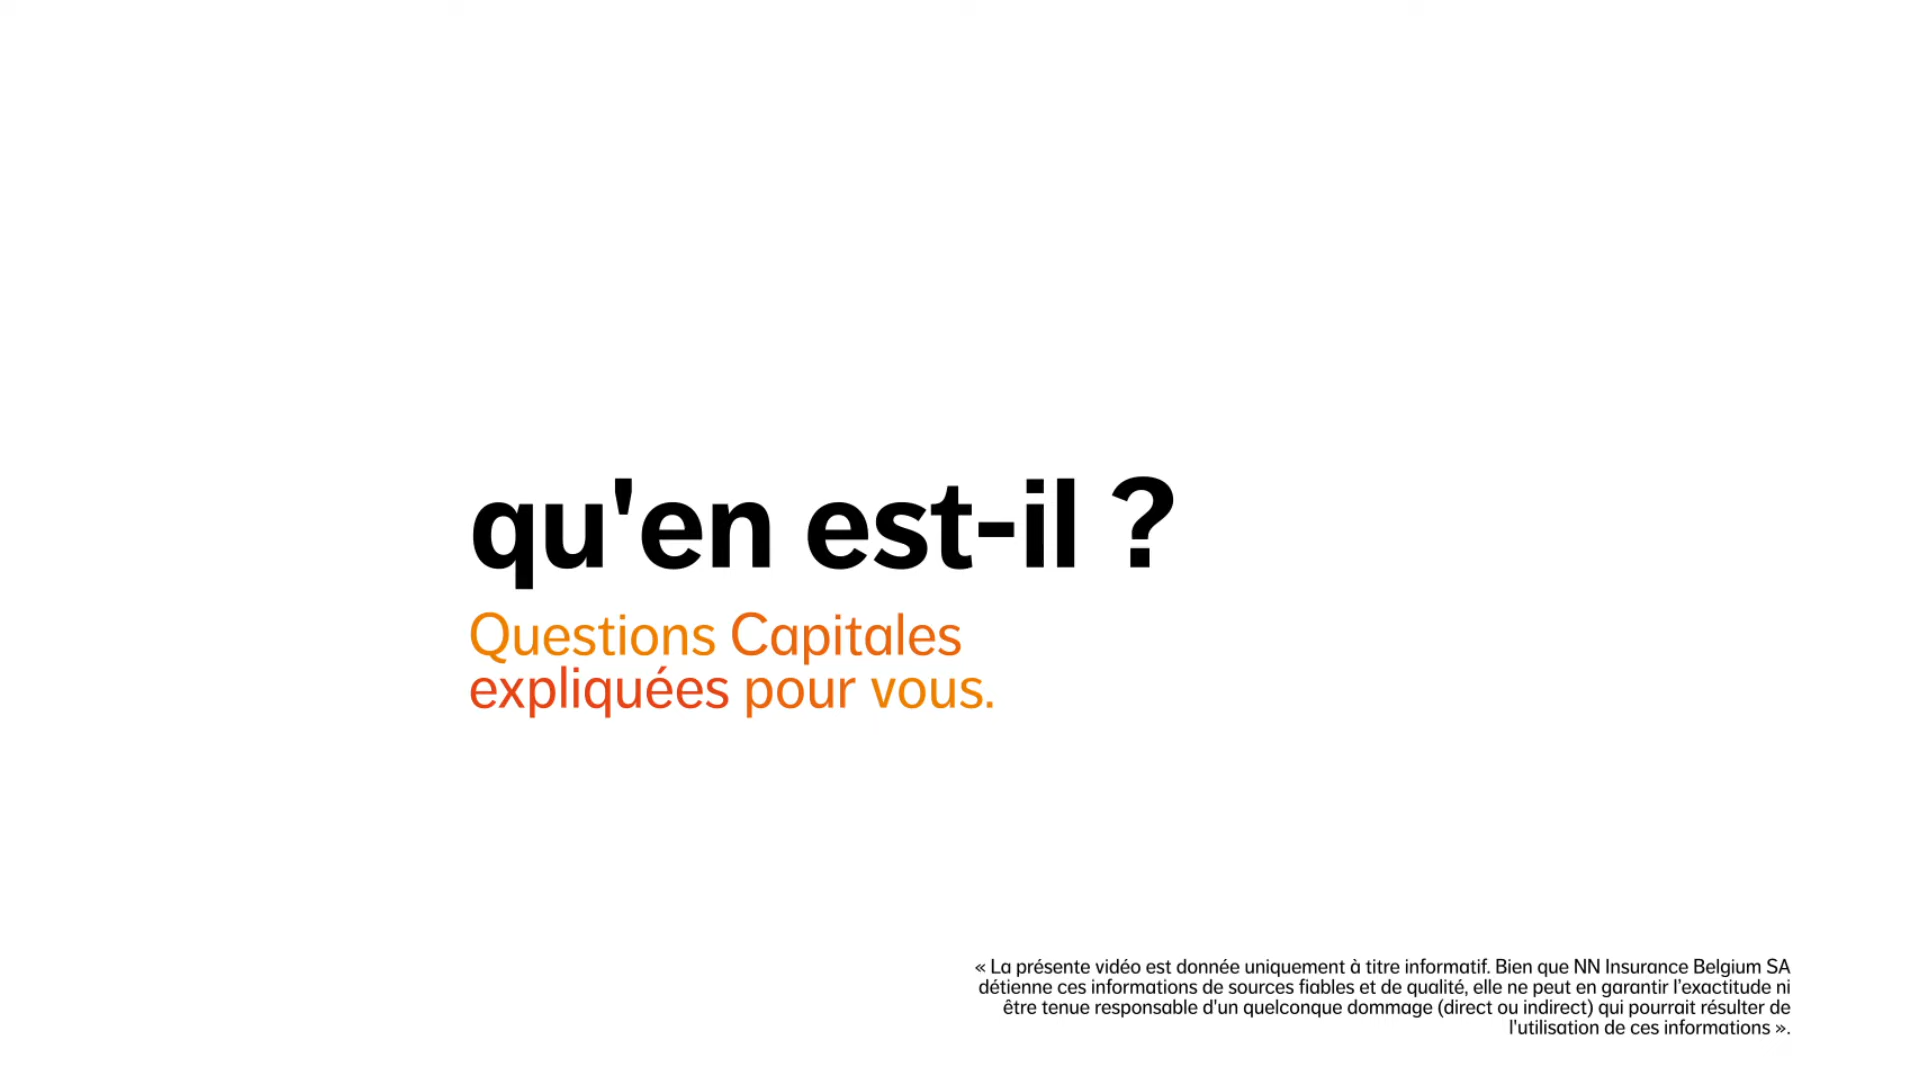 qu'en est-il ?
Questions Capitales
expliquées pour vous.
« La présente vidéo est donnée uniquement à titre informatif. Bien que NN Insurance Belgium SA
détienne ces informations de sources fiables et de qualité, elle ne peut en garantir l'exactitude ni
être tenue responsable d'un quelconque dommage (direct ou indirect) qui pourrait résulter de
l'utilisation de ces informations ».